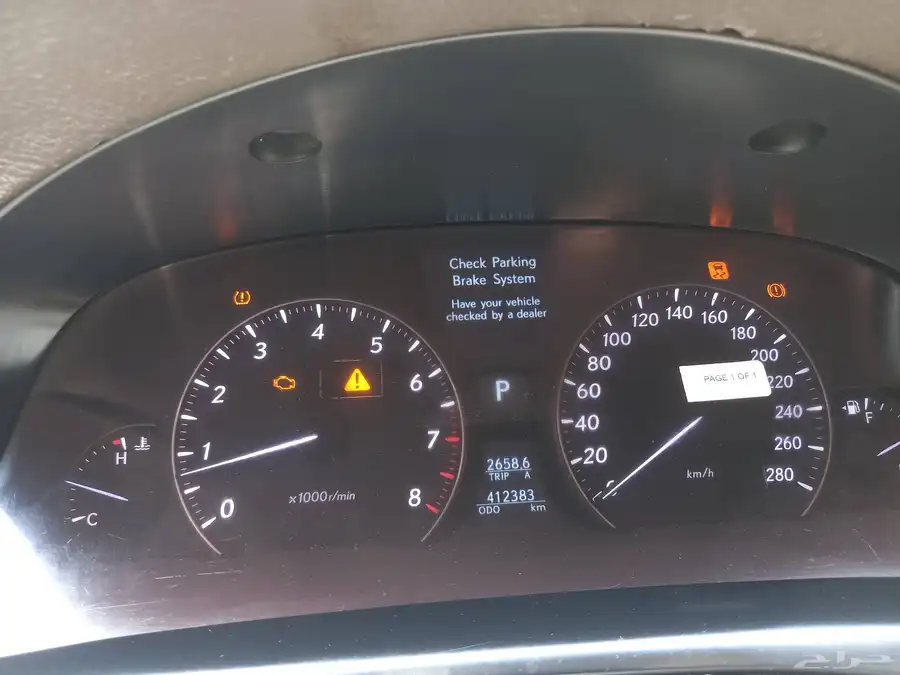 Check Parking
Brake System
Have your vehicle
checked by a dealer
0
1
2
3
4
5
6
7
8
x1000r/min
H
C
P
2658.6
TRIP A
412383
ODO km
20
40
60
80
100
120
140
160
180
200
220
240
260
280
km/h
PAGE 1 OF 1
F
حراج